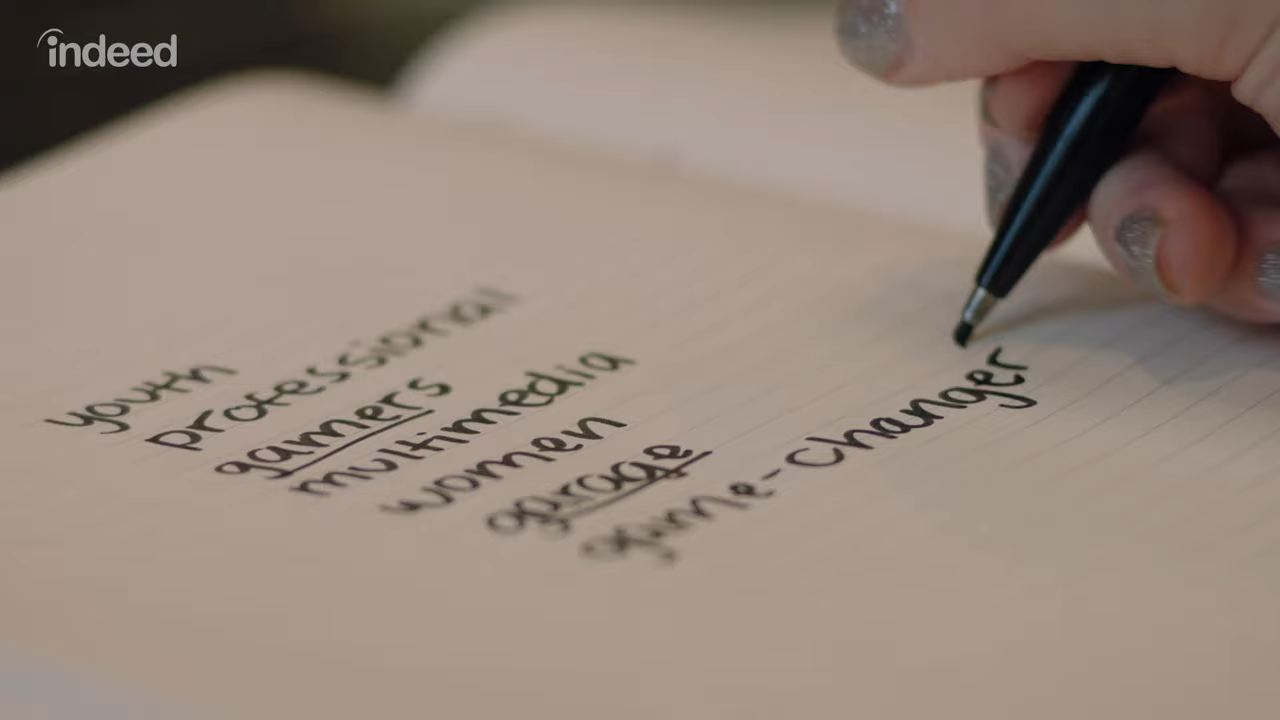 indeed
youth
professional
gamers
multimedia
women
garage
game-changer